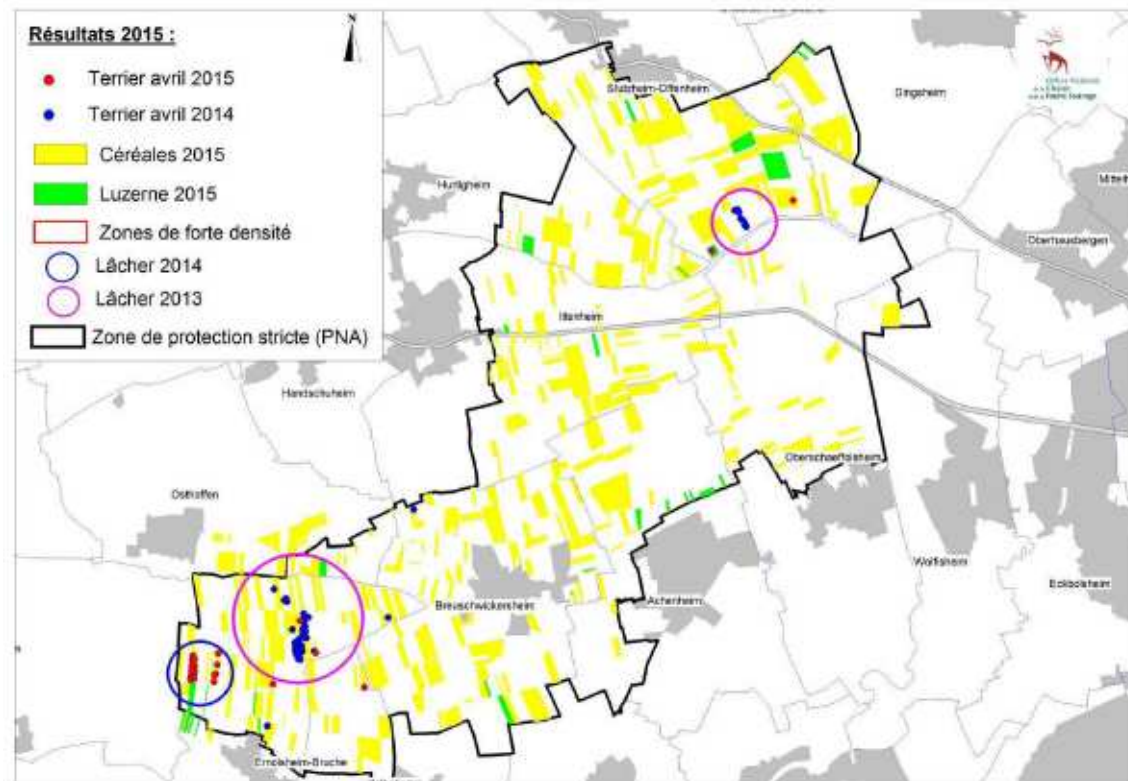 Résultats 2015 :
N
Terrier avril 2015
Terrier avril 2014
Céréales 2015
Luzerne 2015
Zones de forte densité
Lâcher 2014
Lâcher 2013
Zone de protection stricte (PNA)
Stutzheim-Offenheim
Dingsheim
Hurtigheim
Mittelh
Oberhausbergen
Ittenheim
Handschuheim
Oberschaeffolsheim
Osthoffen
Wolfisheim
Eckbolsheim
Breuschwickersheim
Achenheim
Ernolsheim-Bruche